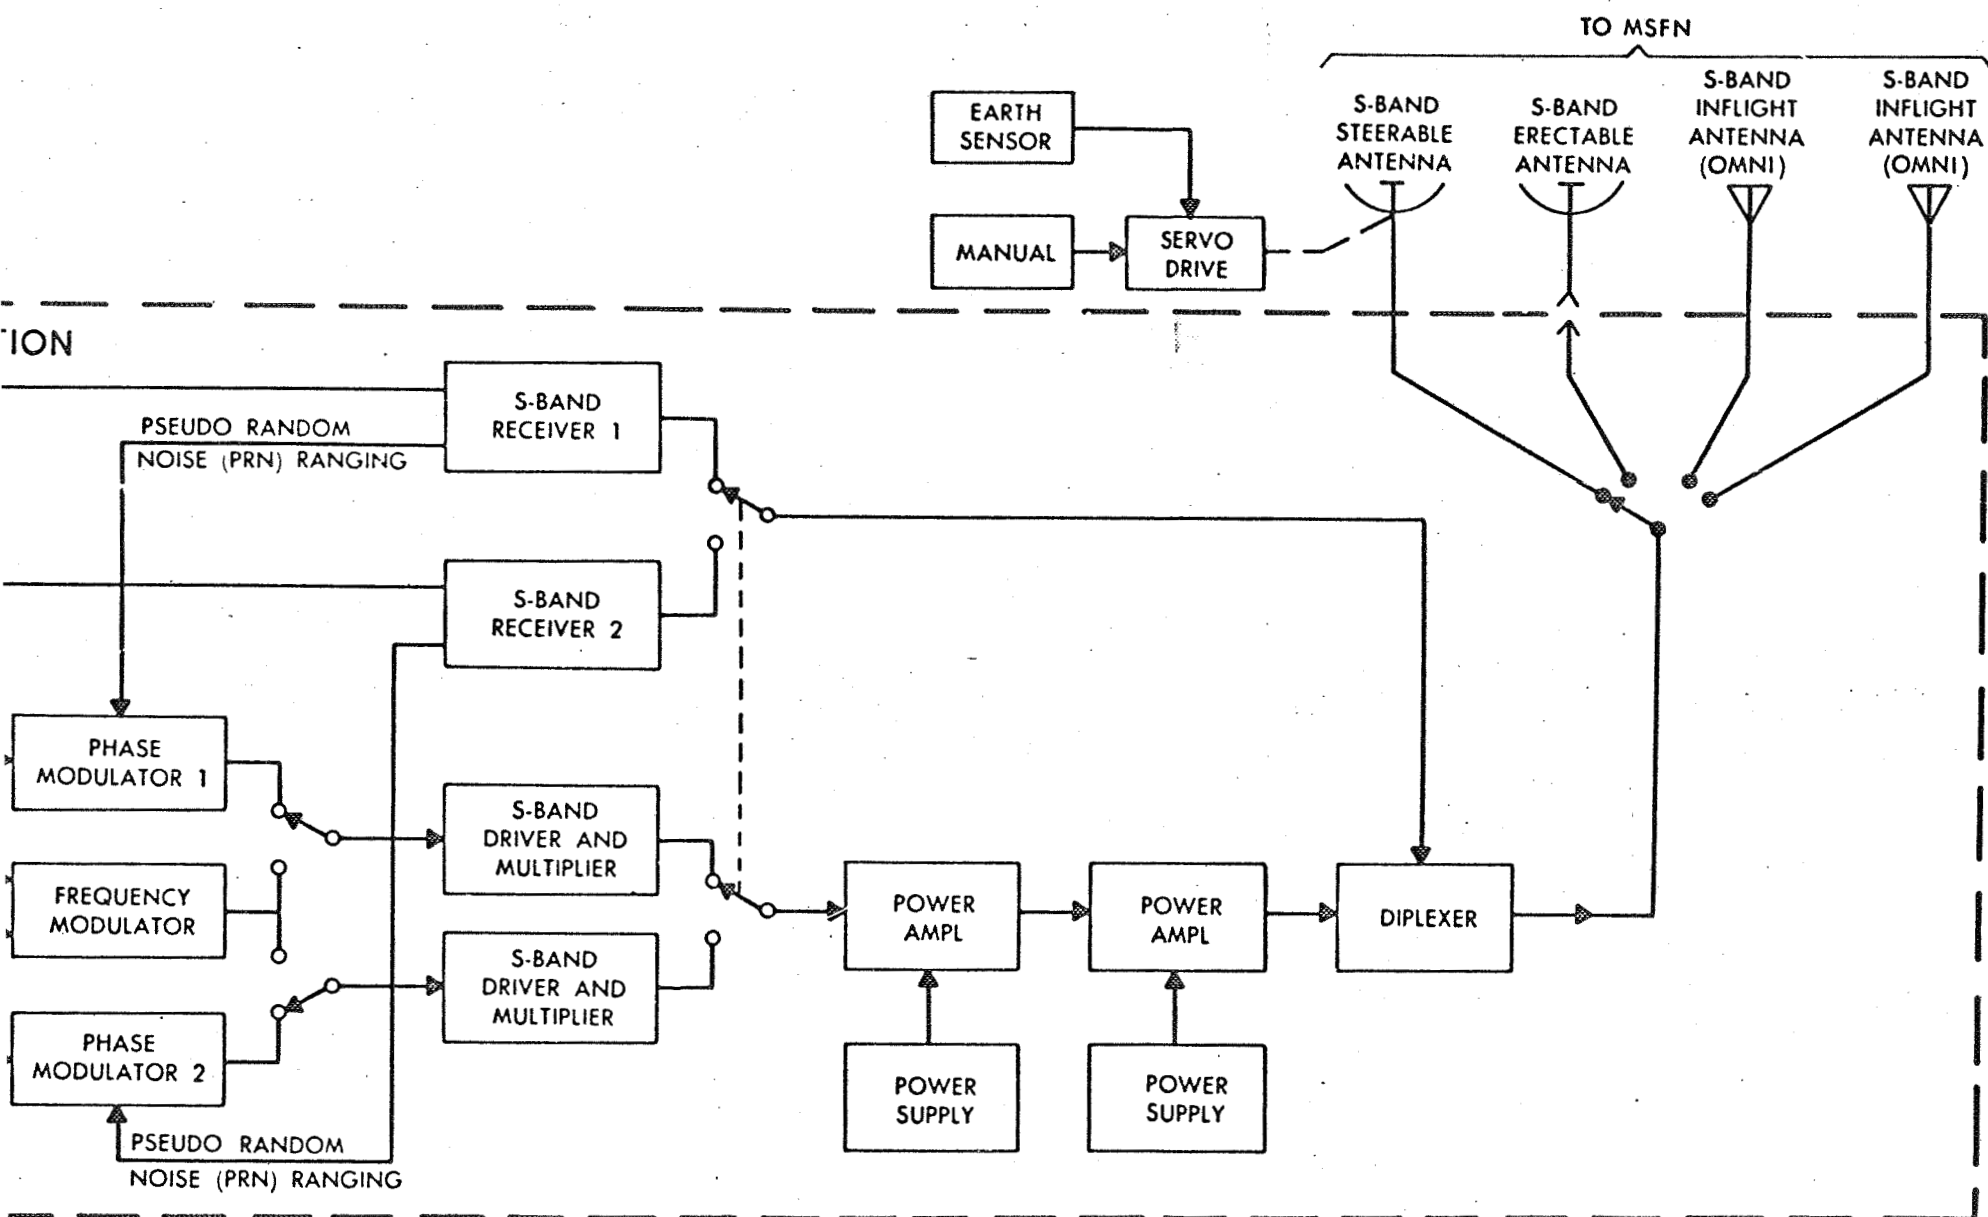 TO MSFN
S-BAND
STEERABLE
ANTENNA
S-BAND
ERECTABLE
ANTENNA
S-BAND
INFLIGHT
ANTENNA
(OMNI)
S-BAND
INFLIGHT
ANTENNA
(OMNI)
EARTH
SENSOR
MANUAL
SERVO
DRIVE
TION
S-BAND
RECEIVER 1
PSEUDO RANDOM
NOISE (PRN) RANGING
S-BAND
RECEIVER 2
PHASE
MODULATOR 1
FREQUENCY
MODULATOR
PHASE
MODULATOR 2
S-BAND
DRIVER AND
MULTIPLIER
S-BAND
DRIVER AND
MULTIPLIER
POWER
AMPL
POWER
AMPL
DIPLEXER
POWER
SUPPLY
POWER
SUPPLY
PSEUDO RANDOM
NOISE (PRN) RANGING